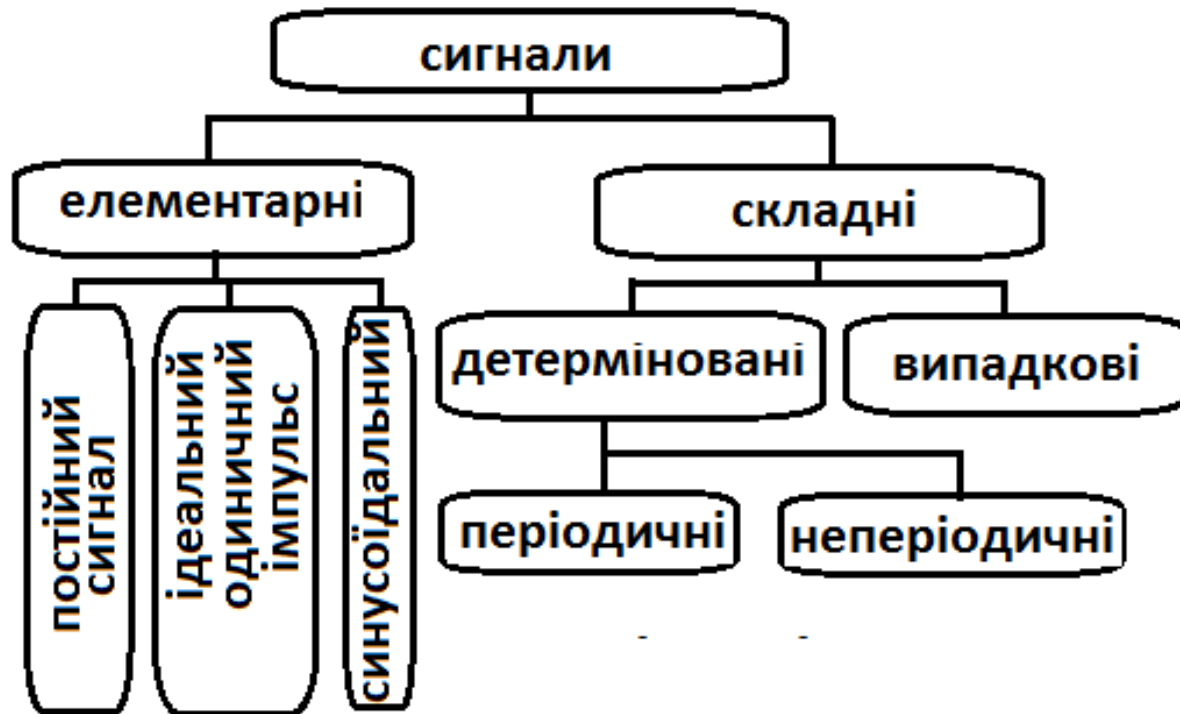 сигнали
елементарні
складні
постійний
сигнал
ідеальний
одиничний
імпульс
синусоїдальний
детерміновані
випадкові
періодичні
неперіодичні